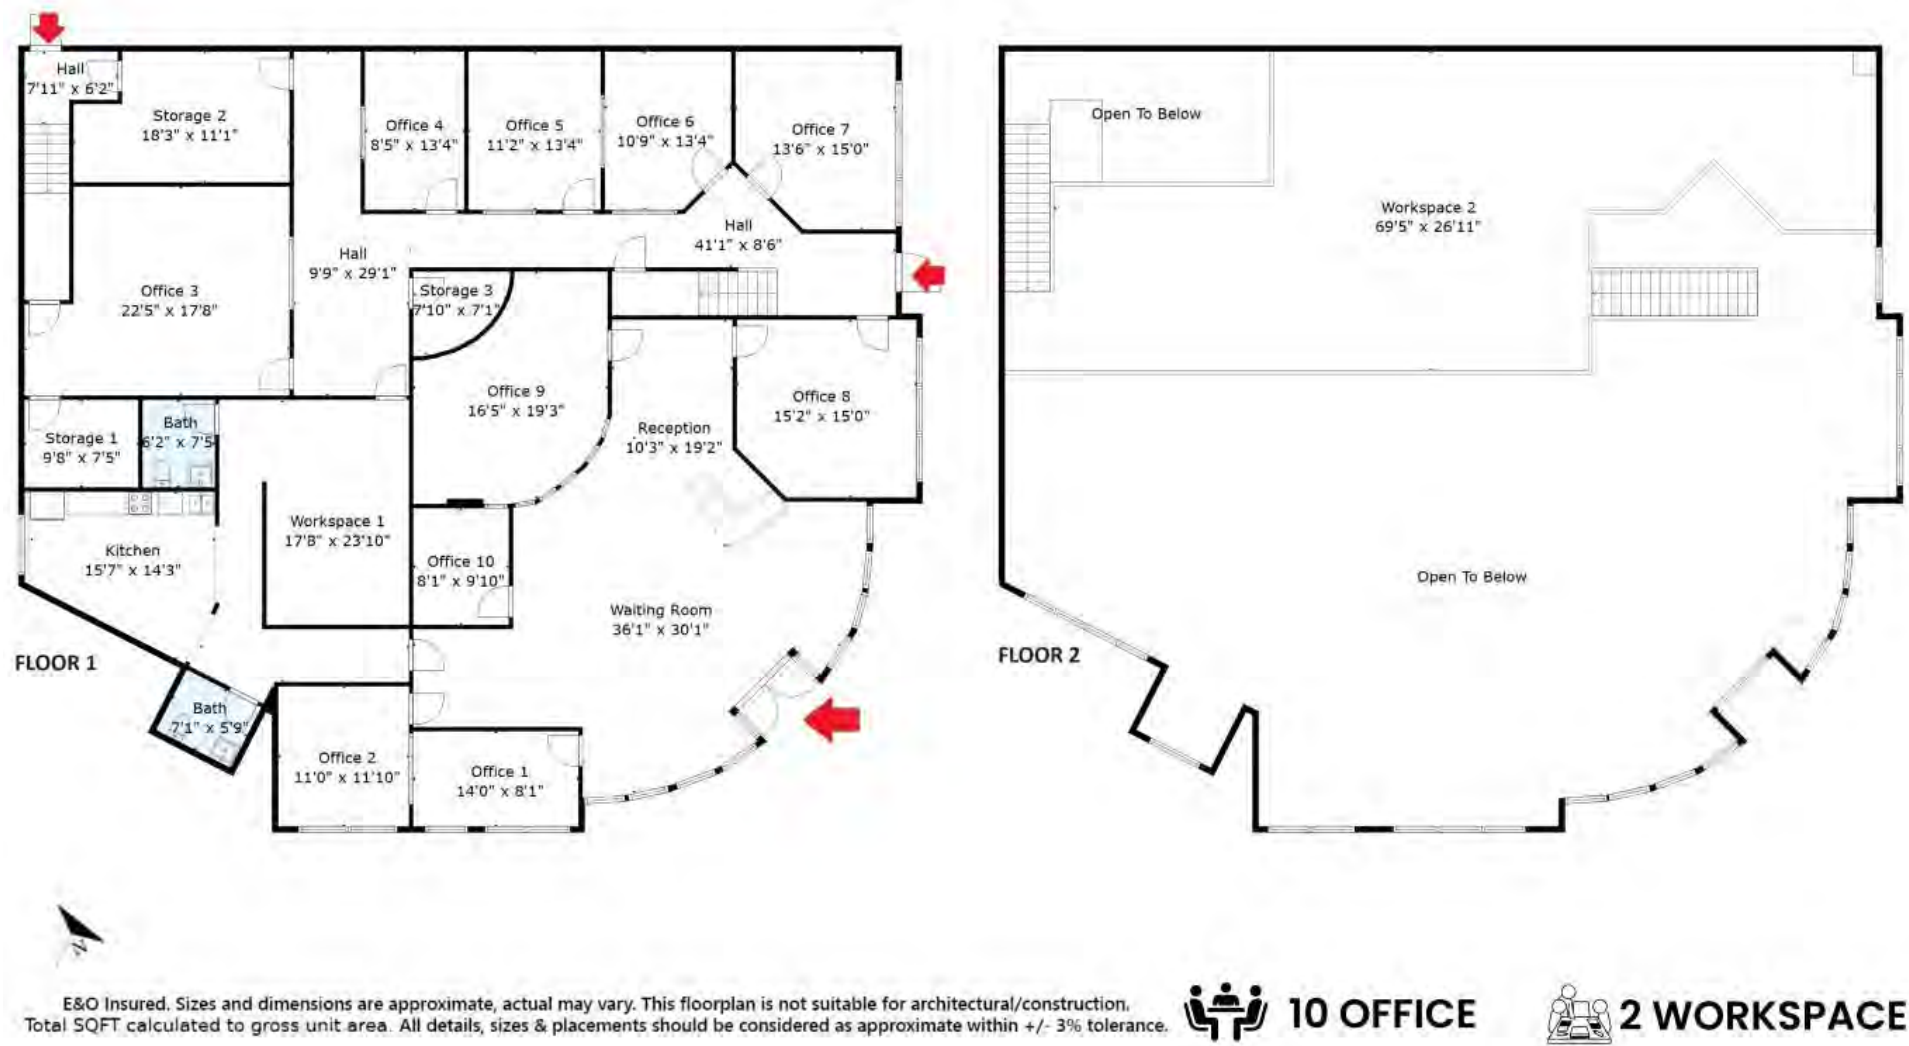 Hall
7'11" x 6'2"
Storage 2
18'3" x 11'1"
Office 4
8'5" x 13'4"
Office 5
11'2" x 13'4"
Office 6
10'9" x 13'4"
Office 7
13'6" x 15'0"
Hall
41'1" x 8'6"
Hall
9'9" x 29'1"
Office 3
22'5" x 17'8"
Storage 3
7'10" x 7'1"
Office 9
16'5" x 19'3"
Office 8
15'2" x 15'0"
Reception
10'3" x 19'2"
Storage 1
9'8" x 7'5"
Bath
6'2" x 7'5
Workspace 1
17'8" x 23'10"
Kitchen
15'7" x 14'3"
Office 10
8'1" x 9'10"
Waiting Room
36'1" x 30'1"
FLOOR 1
Bath
7'1" x 5'9"
Office 2
11'0" x 11'10"
Office 1
14'0" x 8'1"
Open To Below
Workspace 2
69'5" x 26'11"
Open To Below
FLOOR 2
N
E&O Insured. Sizes and dimensions are approximate, actual may vary. This floorplan is not suitable for architectural/construction.
Total SQFT calculated to gross unit area. All details, sizes & placements should be considered as approximate within +/- 3% tolerance.
10 OFFICE
2 WORKSPACE